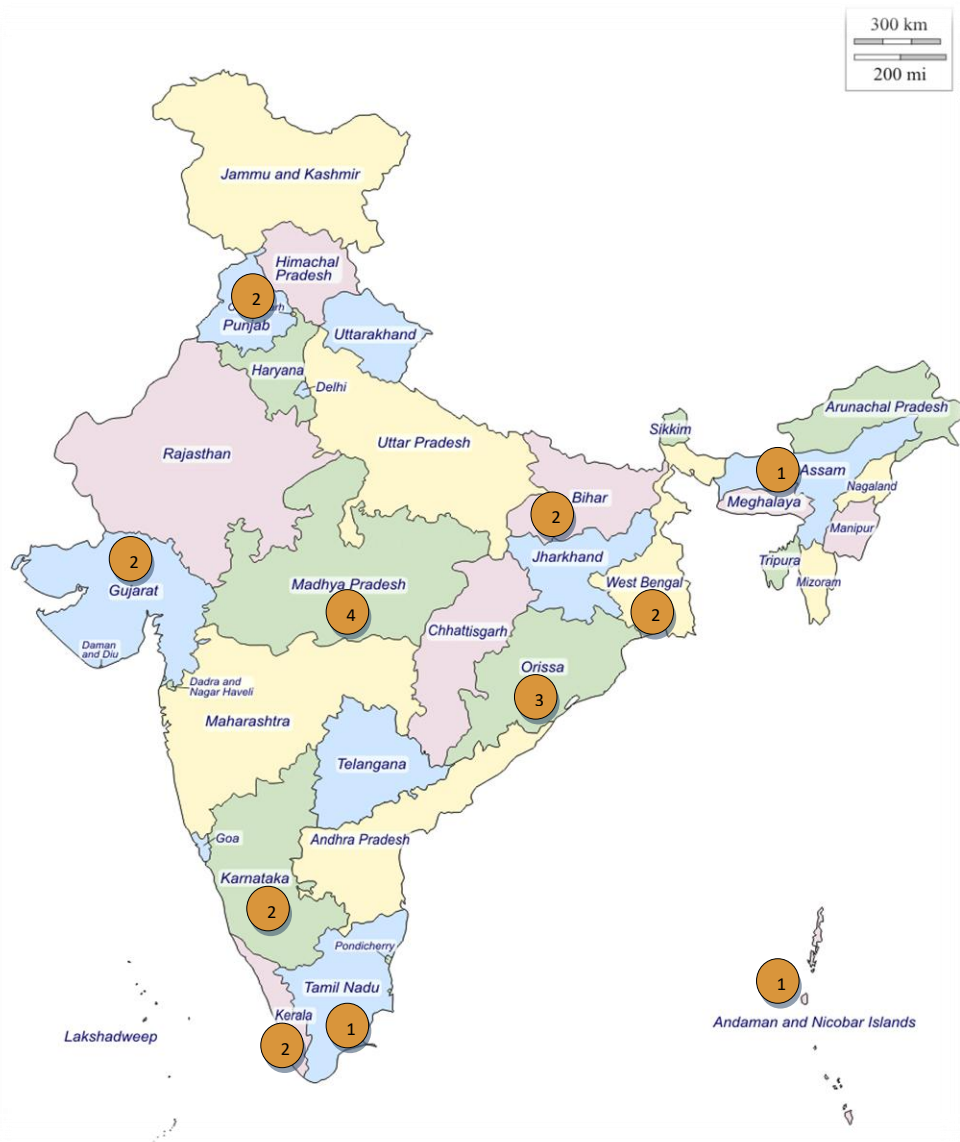 300 km
200 mi
Jammu and Kashmir
Himachal
Pradesh
2
Punjab
Uttarakhand
Haryana
Delhi
Arunachal Pradesh
Sikkim
Uttar Pradesh
Rajasthan
1
Assam
Nagaland
Meghalaya
Bihar
2
Manipur
Jharkhand
2
Gujarat
Tripura
Mizoram
Madhya Pradesh
West Bengal
4
2
Chhattisgarh
Daman
and Diu
Orissa
3
Dadra and
Nagar Haveli
Maharashtra
Telangana
Goa
Andhra Pradesh
Karnataka
2
Pondicherry
Tamil Nadu
1
Kerala
1
2
Andaman and Nicobar Islands
Lakshadweep